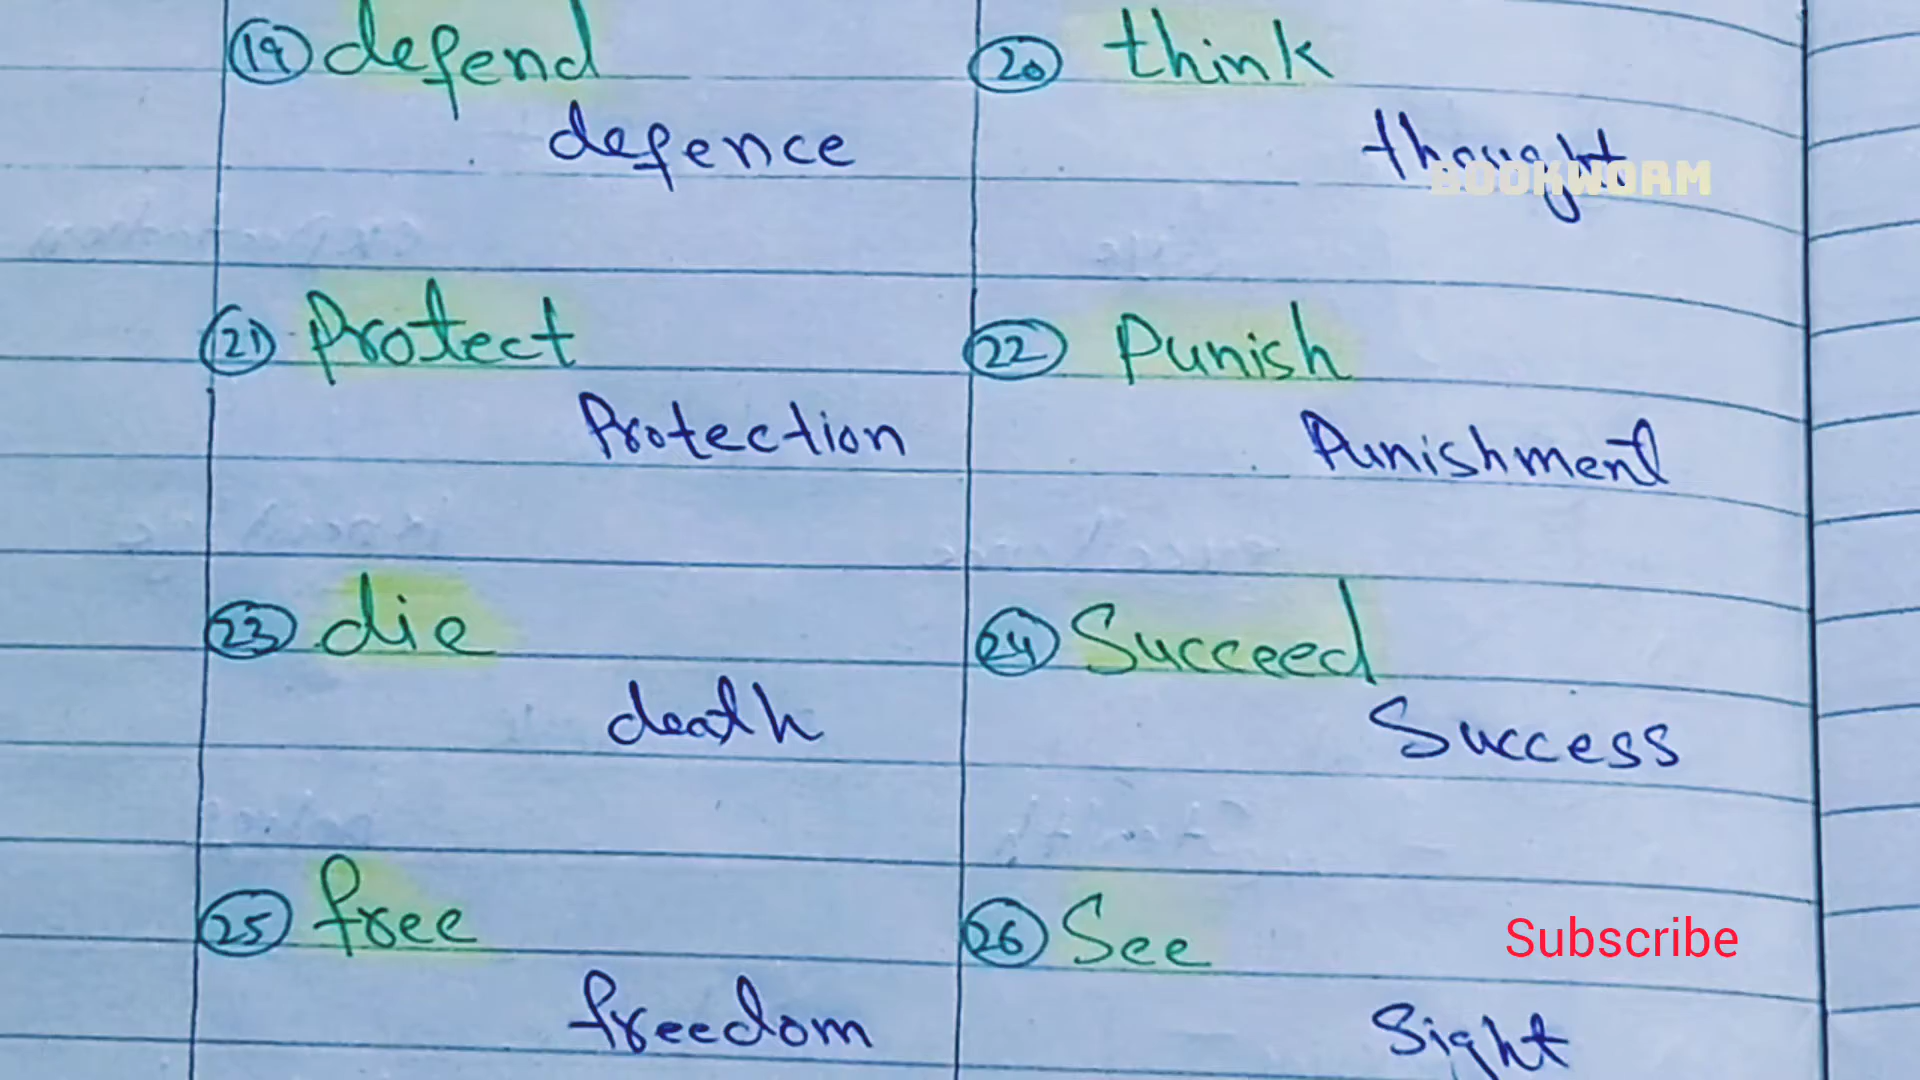 19 defend
defence
20 think
thought
BOOKWORM
21 Protect
Protection
22 Punish
Punishment
23 die
death
24 Succeed
Success
25 free
freedom
26 See
Subscribe
Sight